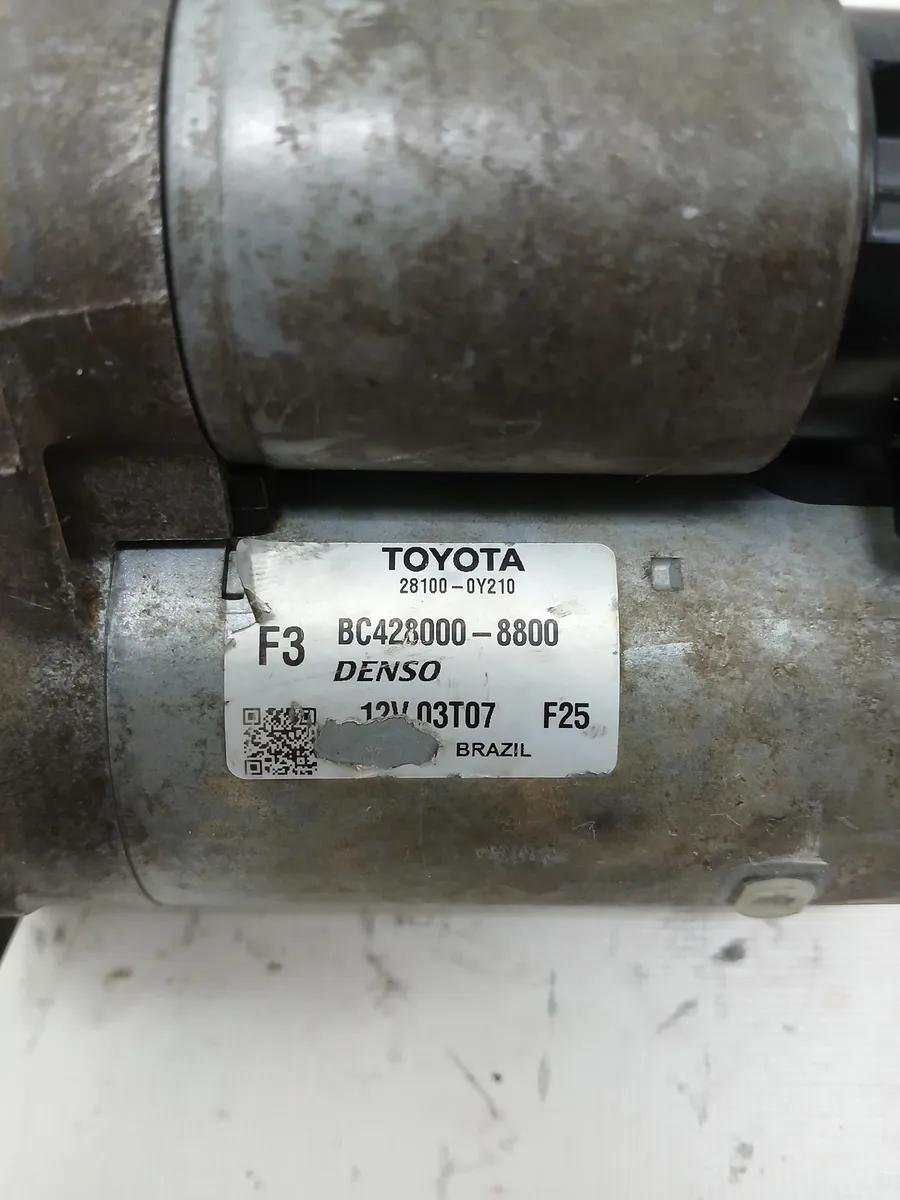 TOYOTA
28100-0Y210
F3 BC428000-8800
DENSO
12V 03T07 F25
BRAZIL